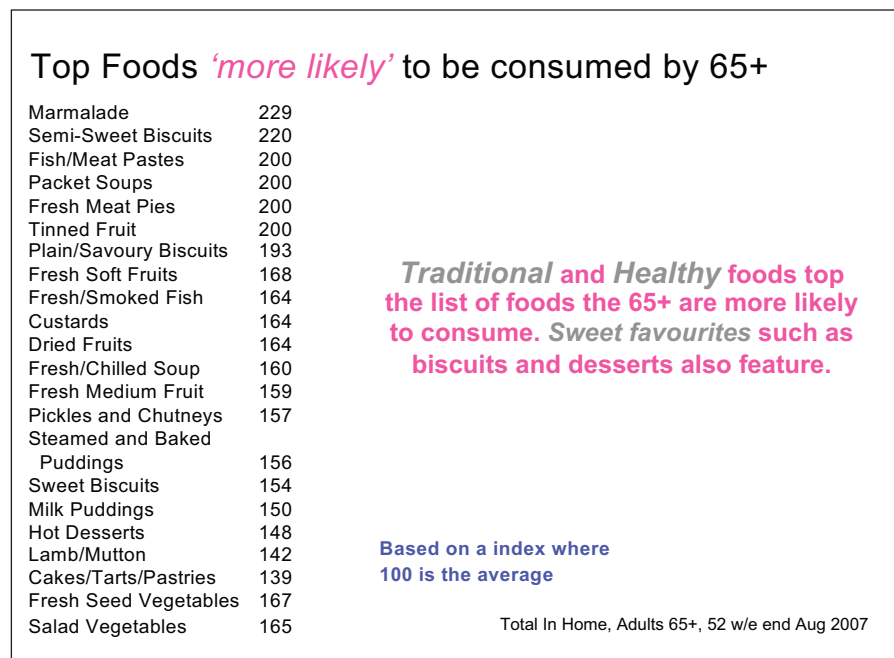 Top Foods ‘more likely’ to be consumed by 65+
Marmalade 229
Semi-Sweet Biscuits 220
Fish/Meat Pastes 200
Packet Soups 200
Fresh Meat Pies 200
Tinned Fruit 200
Plain/Savoury Biscuits 193
Fresh Soft Fruits 168
Fresh/Smoked Fish 164
Custards 164
Dried Fruits 164
Fresh/Chilled Soup 160
Fresh Medium Fruit 159
Pickles and Chutneys 157
Steamed and Baked
Puddings 156
Sweet Biscuits 154
Milk Puddings 150
Hot Desserts 148
Lamb/Mutton 142
Cakes/Tarts/Pastries 139
Fresh Seed Vegetables 167
Salad Vegetables 165
Traditional and Healthy foods top
the list of foods the 65+ are more likely
to consume. Sweet favourites such as
biscuits and desserts also feature.
Based on a index where
100 is the average
Total In Home, Adults 65+, 52 w/e end Aug 2007